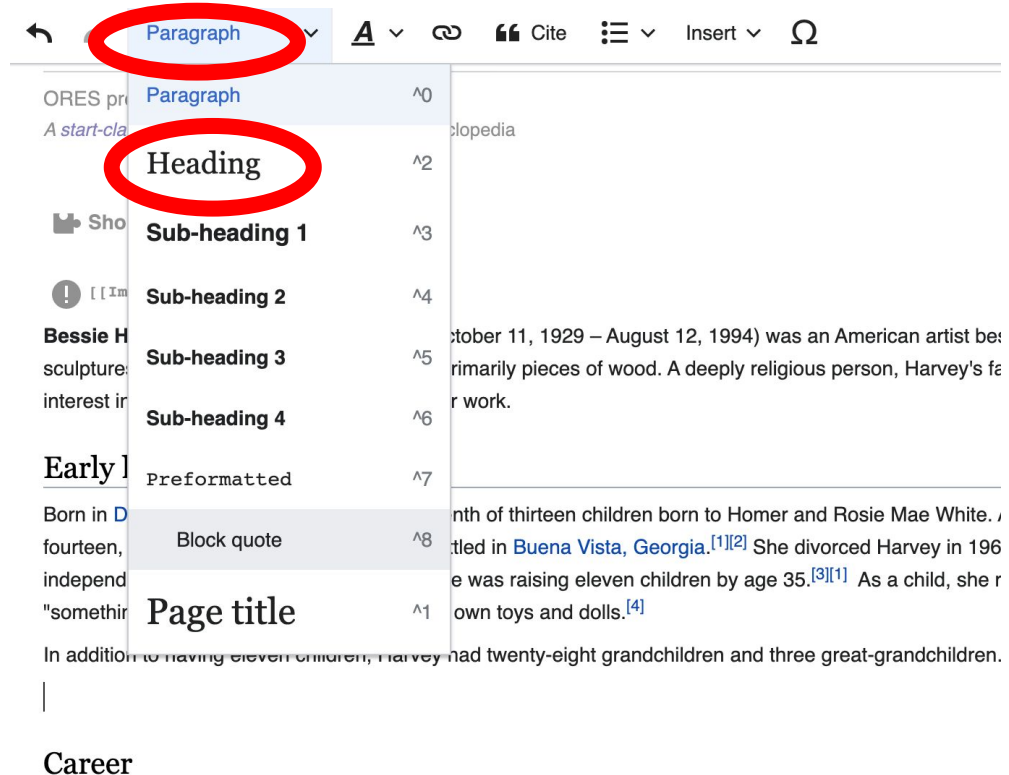 Paragraph Cite Insert Ω
ORES Paragraph ^0
A start-cla clopedia
Heading ^2
Sho
Sub-heading 1 ^3
[[Im Sub-heading 2 ^4
Bessie H ctober 11, 1929 – August 12, 1994) was an American artist bes
sculpture Sub-heading 3 ^5 rimarily pieces of wood. A deeply religious person, Harvey's fa
interest in r work.
Sub-heading 4 ^6
Early l
Preformatted ^7
Born in D nth of thirteen children born to Homer and Rosie Mae White.
fourteen, Block quote ^8 tled in Buena Vista, Georgia.[1][2] She divorced Harvey in 196
independ e was raising eleven children by age 35.[3][1] As a child, she r
"somethin Page title ^1 own toys and dolls.[4]
In addition to having eleven children, Harvey had twenty-eight grandchildren and three great-grandchildren.
Career